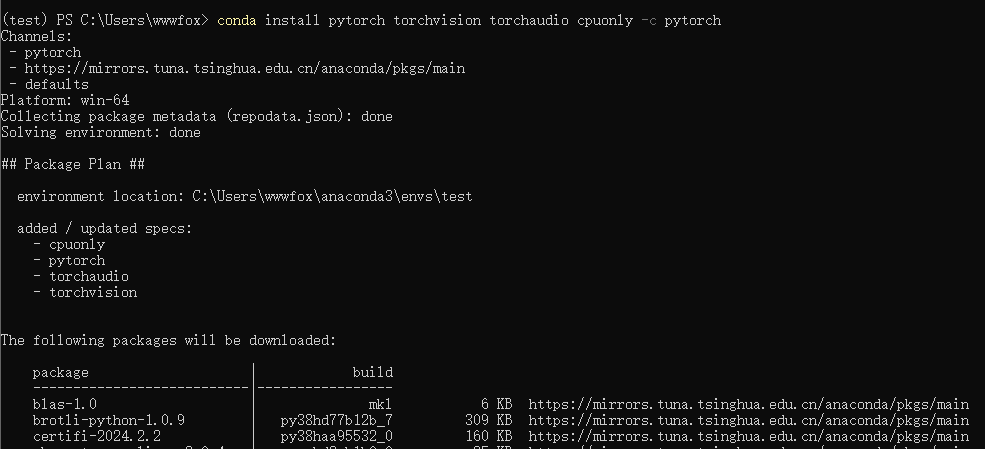 (test) PS C:\Users\wwwfox> conda install pytorch torchvision torchaudio cpuonly -c pytorch
Channels:
- pytorch
- https://mirrors.tuna.tsinghua.edu.cn/anaconda/pkgs/main
- defaults
Platform: win-64
Collecting package metadata (repodata.json): done
Solving environment: done
## Package Plan ##
environment location: C:\Users\wwwfox\anaconda3\envs\test
added / updated specs:
- cpuonly
- pytorch
- torchaudio
- torchvision
The following packages will be downloaded:
package | build
---------------------------|-----------------
blas-1.0 | mkl 6 KB https://mirrors.tuna.tsinghua.edu.cn/anaconda/pkgs/main
brotli-python-1.0.9 | py38hd77b12b_7 309 KB https://mirrors.tuna.tsinghua.edu.cn/anaconda/pkgs/main
certifi-2024.2.2 | py38haa95532_0 160 KB https://mirrors.tuna.tsinghua.edu.cn/anaconda/pkgs/main